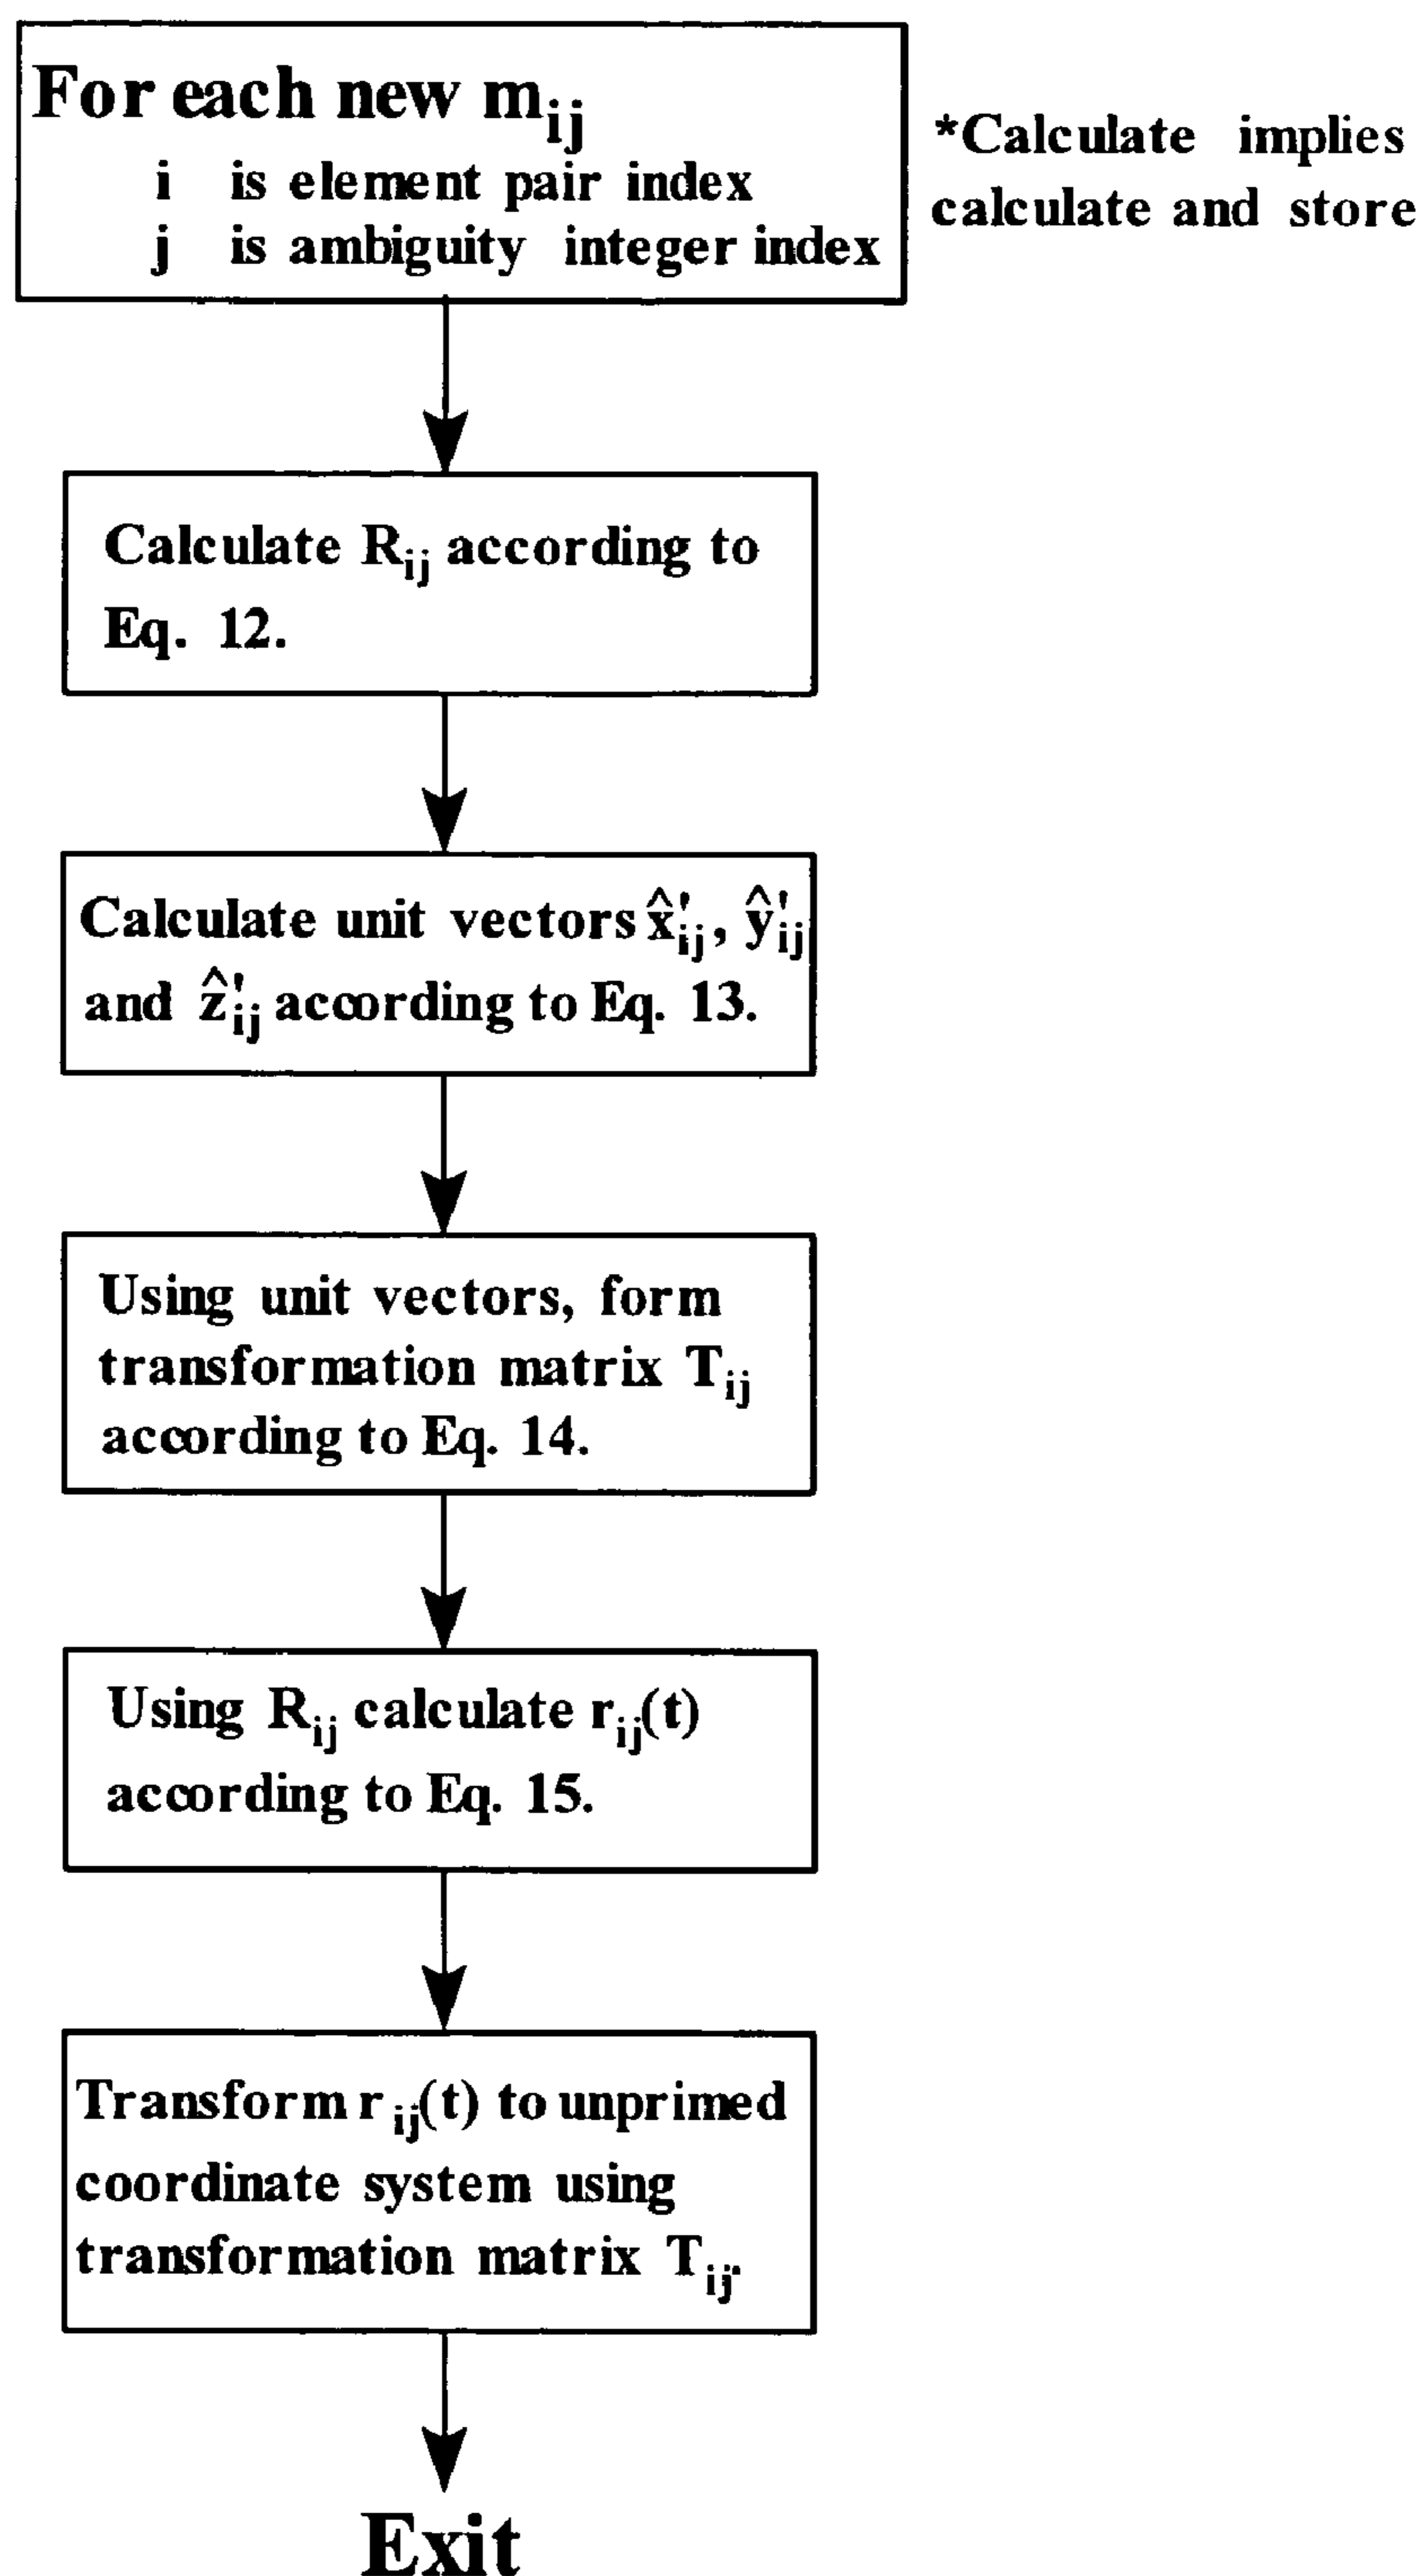 For each new m_ij
i is element pair index
j is ambiguity integer index
*Calculate implies
calculate and store
Calculate R_ij according to
Eq. 12.
Calculate unit vectors x̂'_ij, ŷ'_ij
and ẑ'_ij according to Eq. 13.
Using unit vectors, form
transformation matrix T_ij
according to Eq. 14.
Using R_ij calculate r_ij(t)
according to Eq. 15.
Transform r_ij(t) to unprimed
coordinate system using
transformation matrix T_ij.
Exit